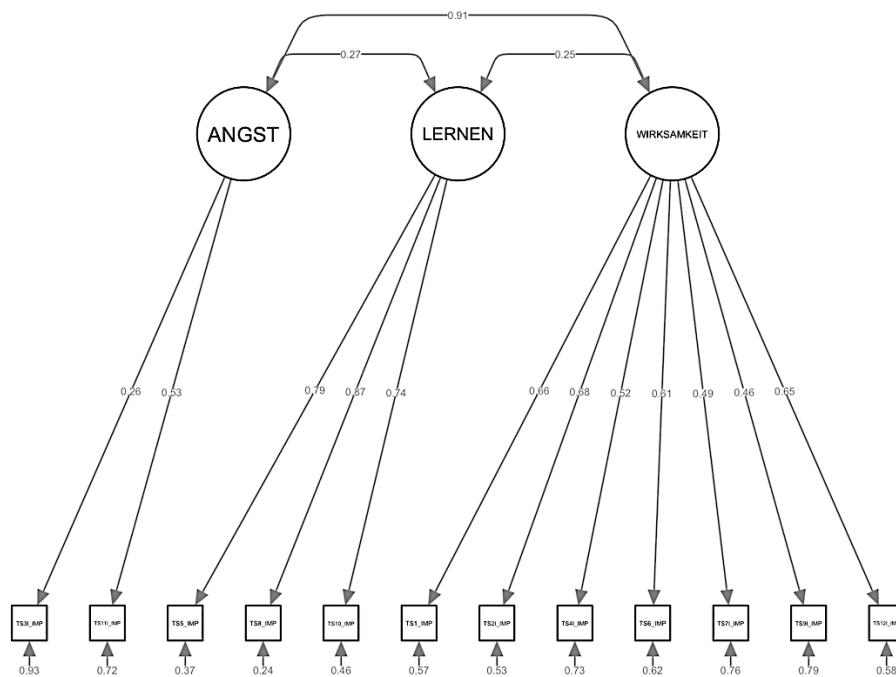 0.91
0.27
0.25
ANGST
LERNEN
WIRKSAMKEIT
0.26
0.53
0.79
0.87
0.74
0.66
0.68
0.52
0.61
0.49
0.46
0.65
TS3I_IMP
TS11I_IMP
TS5_IMP
TS8_IMP
TS10_IMP
TS1_IMP
TS2I_IMP
TS4I_IMP
TS6_IMP
TS7I_IMP
TS9I_IMP
TS12I_IMP
0.93
0.72
0.37
0.24
0.46
0.57
0.53
0.73
0.62
0.76
0.79
0.58